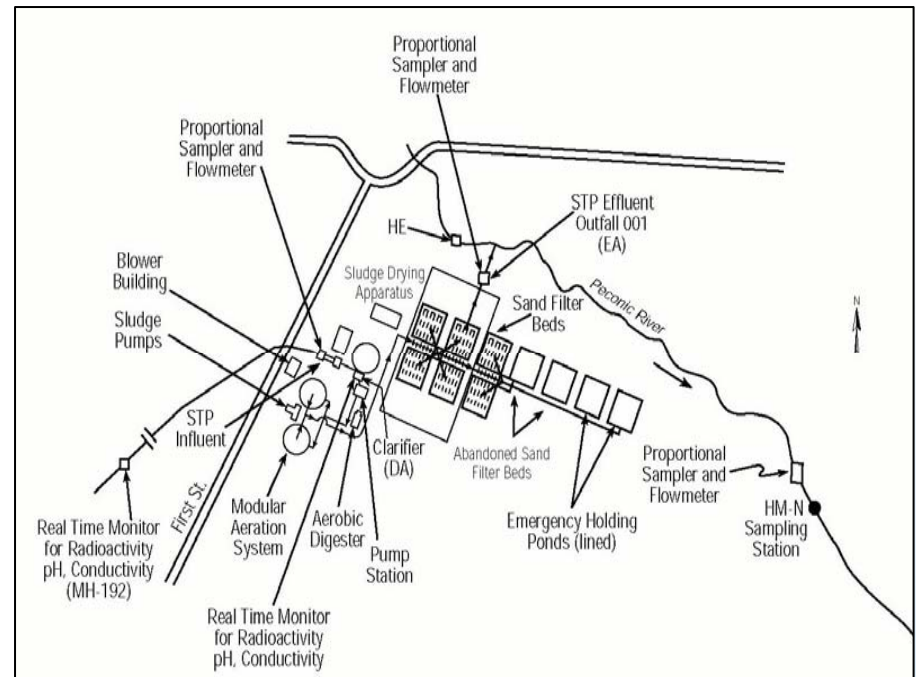 Proportional
Sampler and
Flowmeter
Proportional
Sampler and
Flowmeter
STP Effluent
Outfall 001
(EA)
HE
Blower
Building
Sludge Drying
Apparatus
Sand Filter
Beds
Peconic River
N
Sludge
Pumps
STP
Influent
First St.
Clarifier
(DA)
Abandoned Sand
Filter Beds
Proportional
Sampler and
Flowmeter
Real Time Monitor
for Radioactivity
pH, Conductivity
(MH-192)
Modular
Aeration
System
Aerobic
Digester
Pump
Station
Emergency Holding
Ponds (lined)
HM-N
Sampling
Station
Real Time Monitor
for Radioactivity
pH, Conductivity